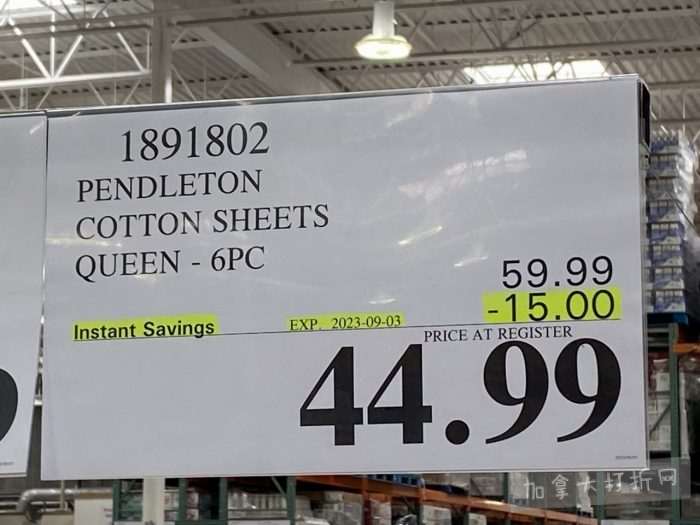 1891802
PENDLETON
COTTON SHEETS
QUEEN - 6PC
59.99
-15.00
Instant Savings EXP. 2023-09-03
PRICE AT REGISTER
44.99
加拿大打折网